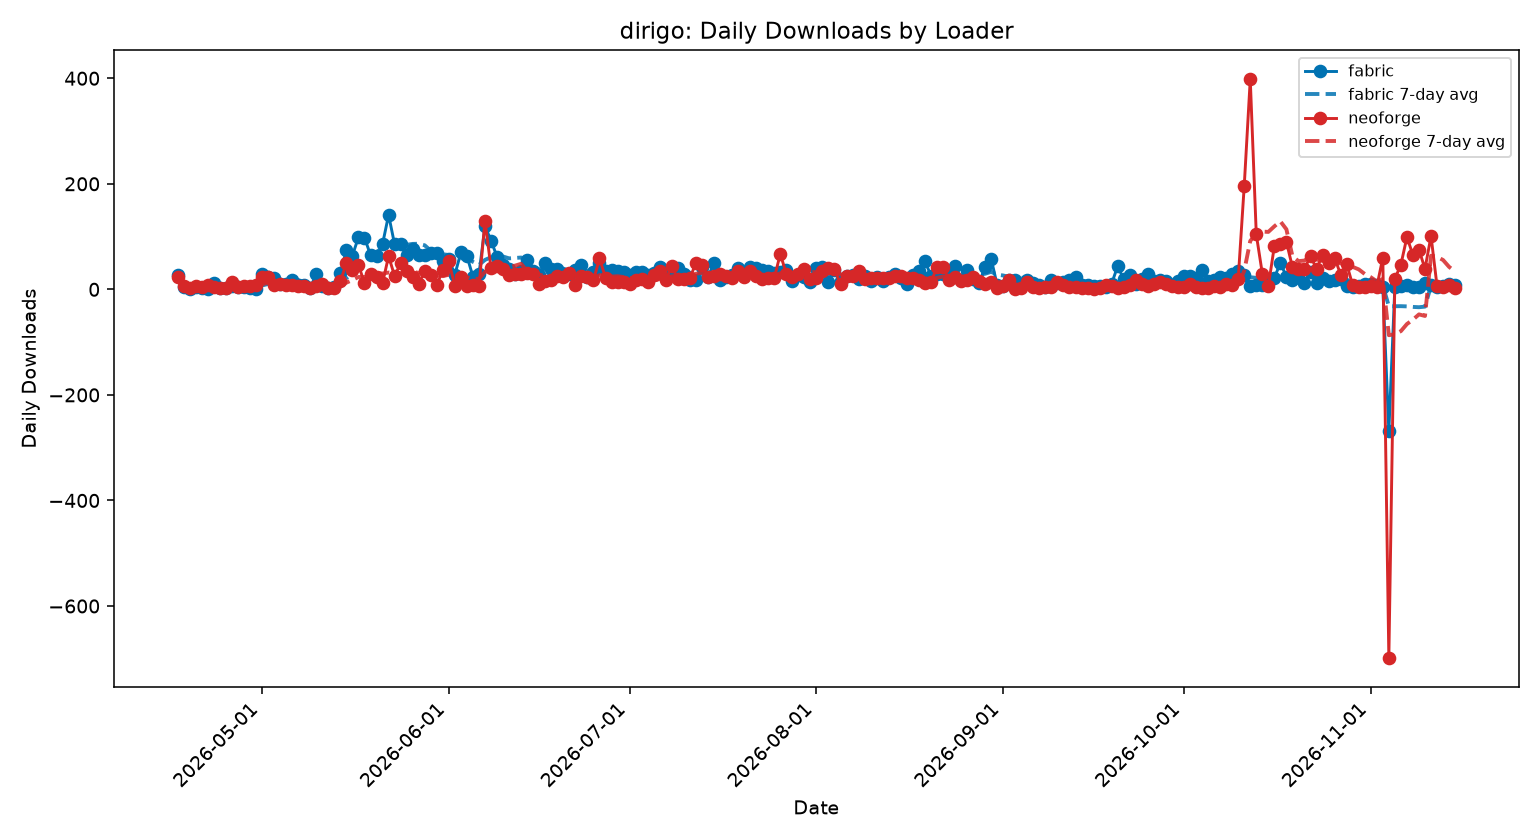 dirigo: Daily Downloads by Loader
fabric
fabric 7-day avg
neoforge
neoforge 7-day avg
Daily Downloads
400
200
0
−200
−400
−600
2026-05-01
2026-06-01
2026-07-01
2026-08-01
2026-09-01
2026-10-01
2026-11-01
Date